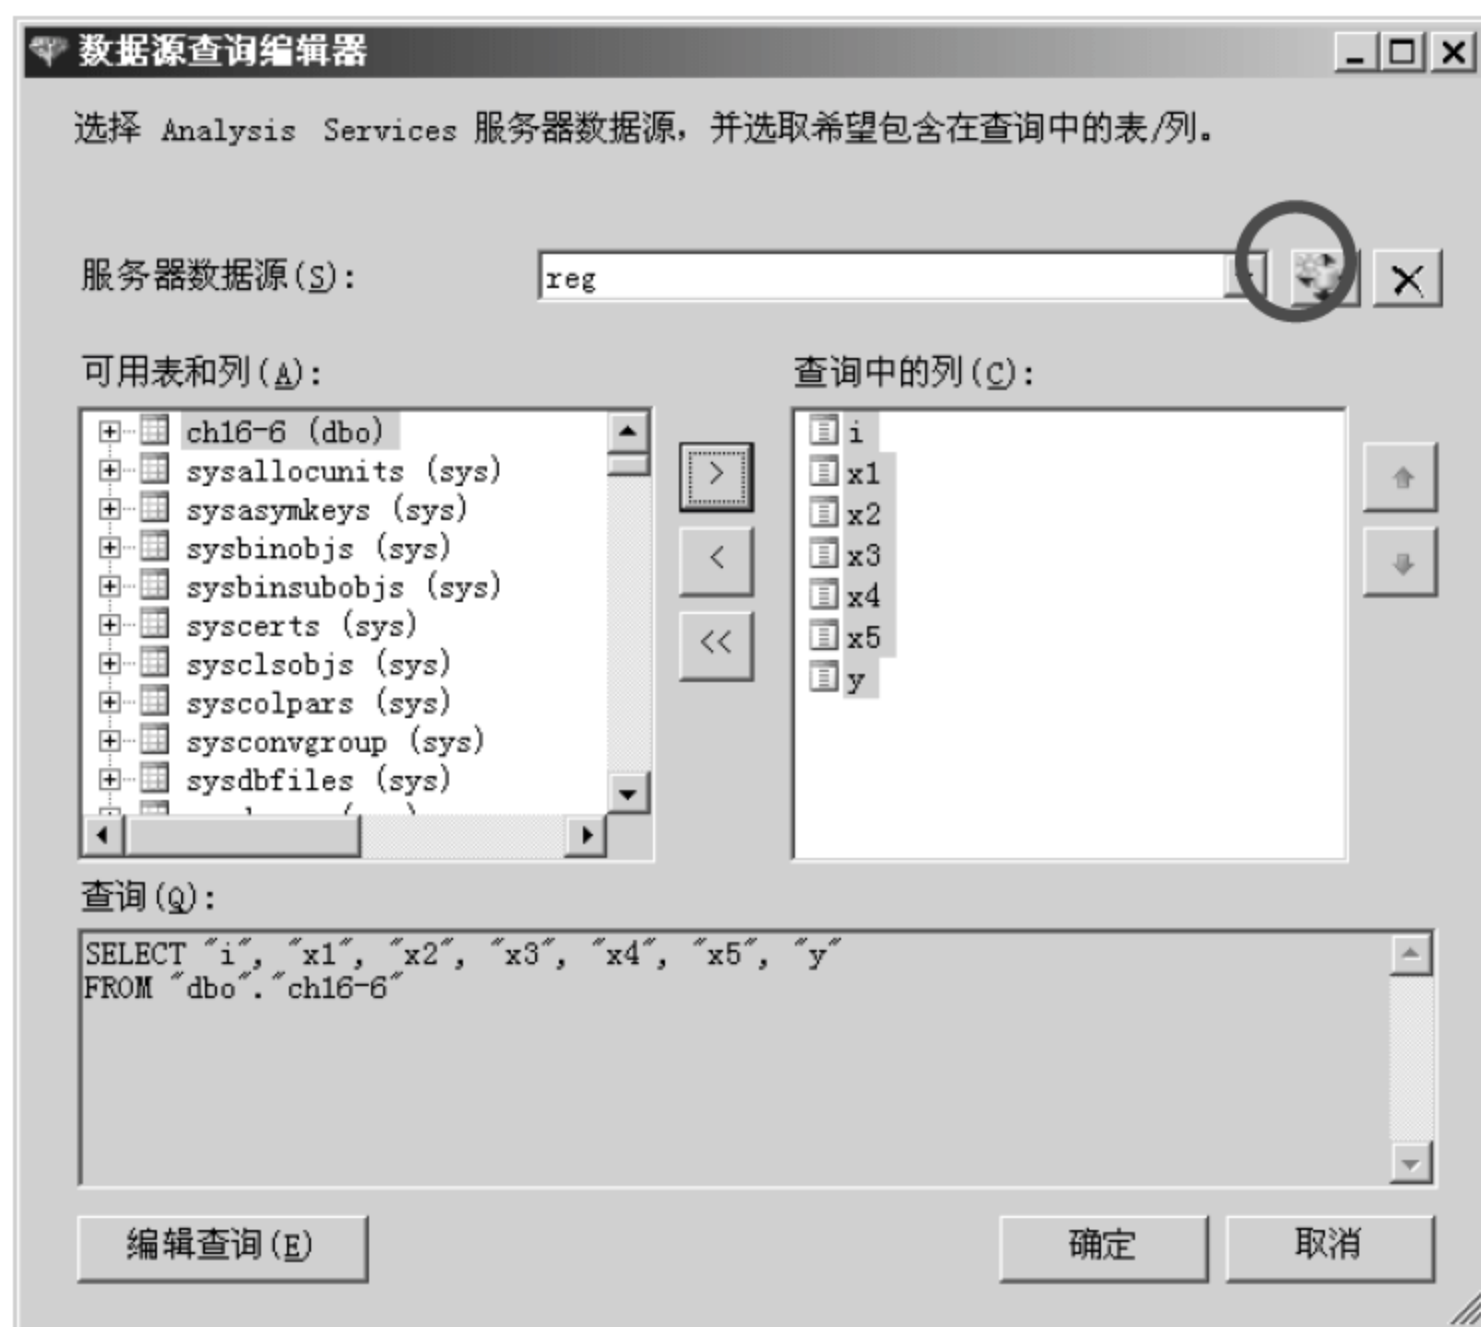 数据源查询编辑器
选择 Analysis Services 服务器数据源，并选取希望包含在查询中的表/列。
服务器数据源(S):
reg
可用表和列(A):
ch16-6 (dbo)
sysallocunits (sys)
sysasymkeys (sys)
sysbinobjs (sys)
sysbinsubobjs (sys)
syscerts (sys)
sysclsobjs (sys)
syscolpars (sys)
sysconvgroup (sys)
sysdbfiles (sys)
>
<
<<
查询中的列(C):
i
x1
x2
x3
x4
x5
y
查询(Q):
SELECT "i", "x1", "x2", "x3", "x4", "x5", "y"
FROM "dbo"."ch16-6"
编辑查询(E)
确定
取消